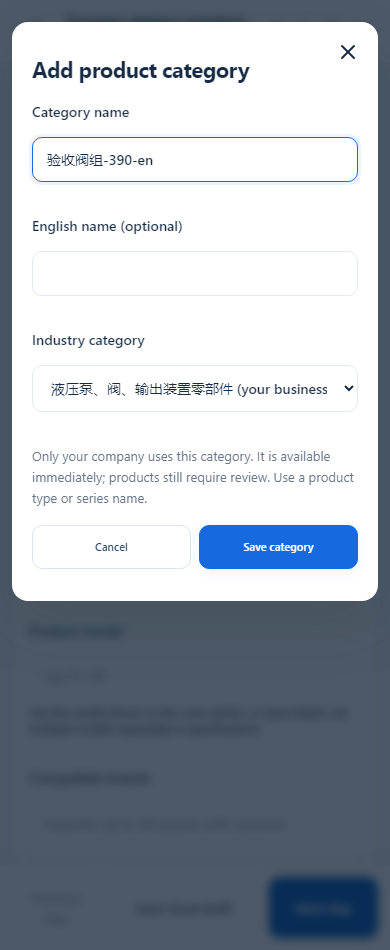 Add product category
Category name
验收阀组-390-en
English name (optional)
Industry category
液压泵、阀、输出装置零部件 (your business
Only your company uses this category. It is available
immediately; products still require review. Use a product
type or series name.
Cancel
Save category
Product model